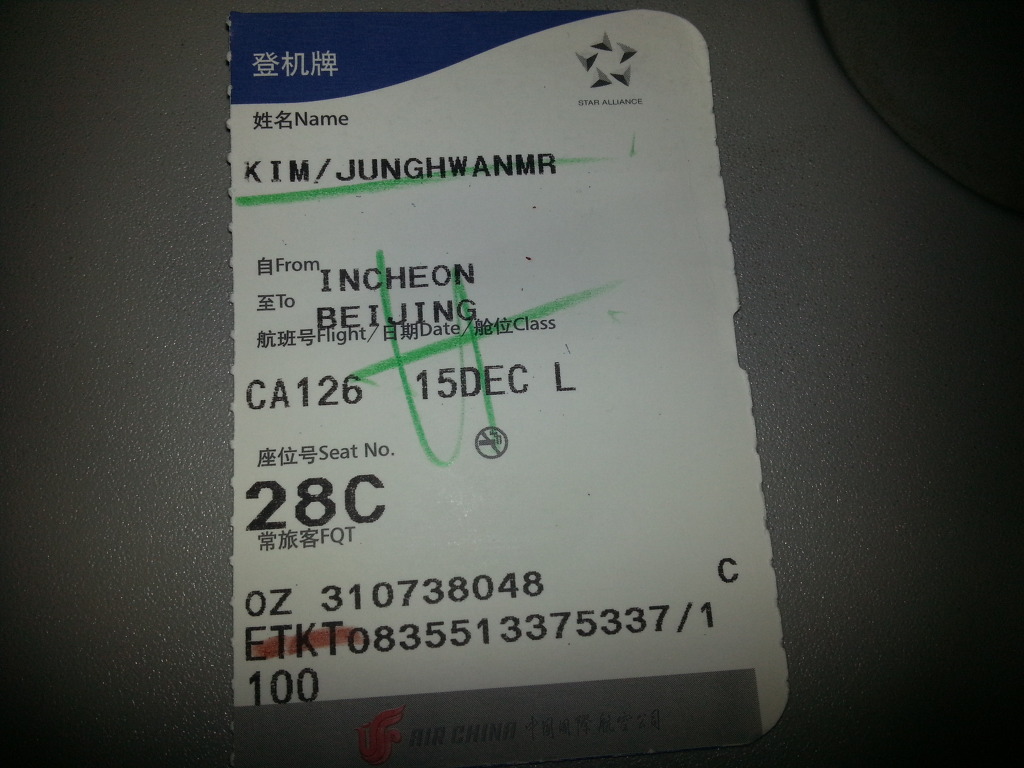 登机牌
STAR ALLIANCE
姓名Name
KIM/JUNGHWANMR
自From INCHEON
至To BEIJING
航班号Flight/日期Date/舱位Class
CA126 15DEC L
座位号Seat No.
28C
常旅客FQT
OZ 310738048 C
ETKT0835513375337/1
100
AIR CHINA 中国国际航空公司